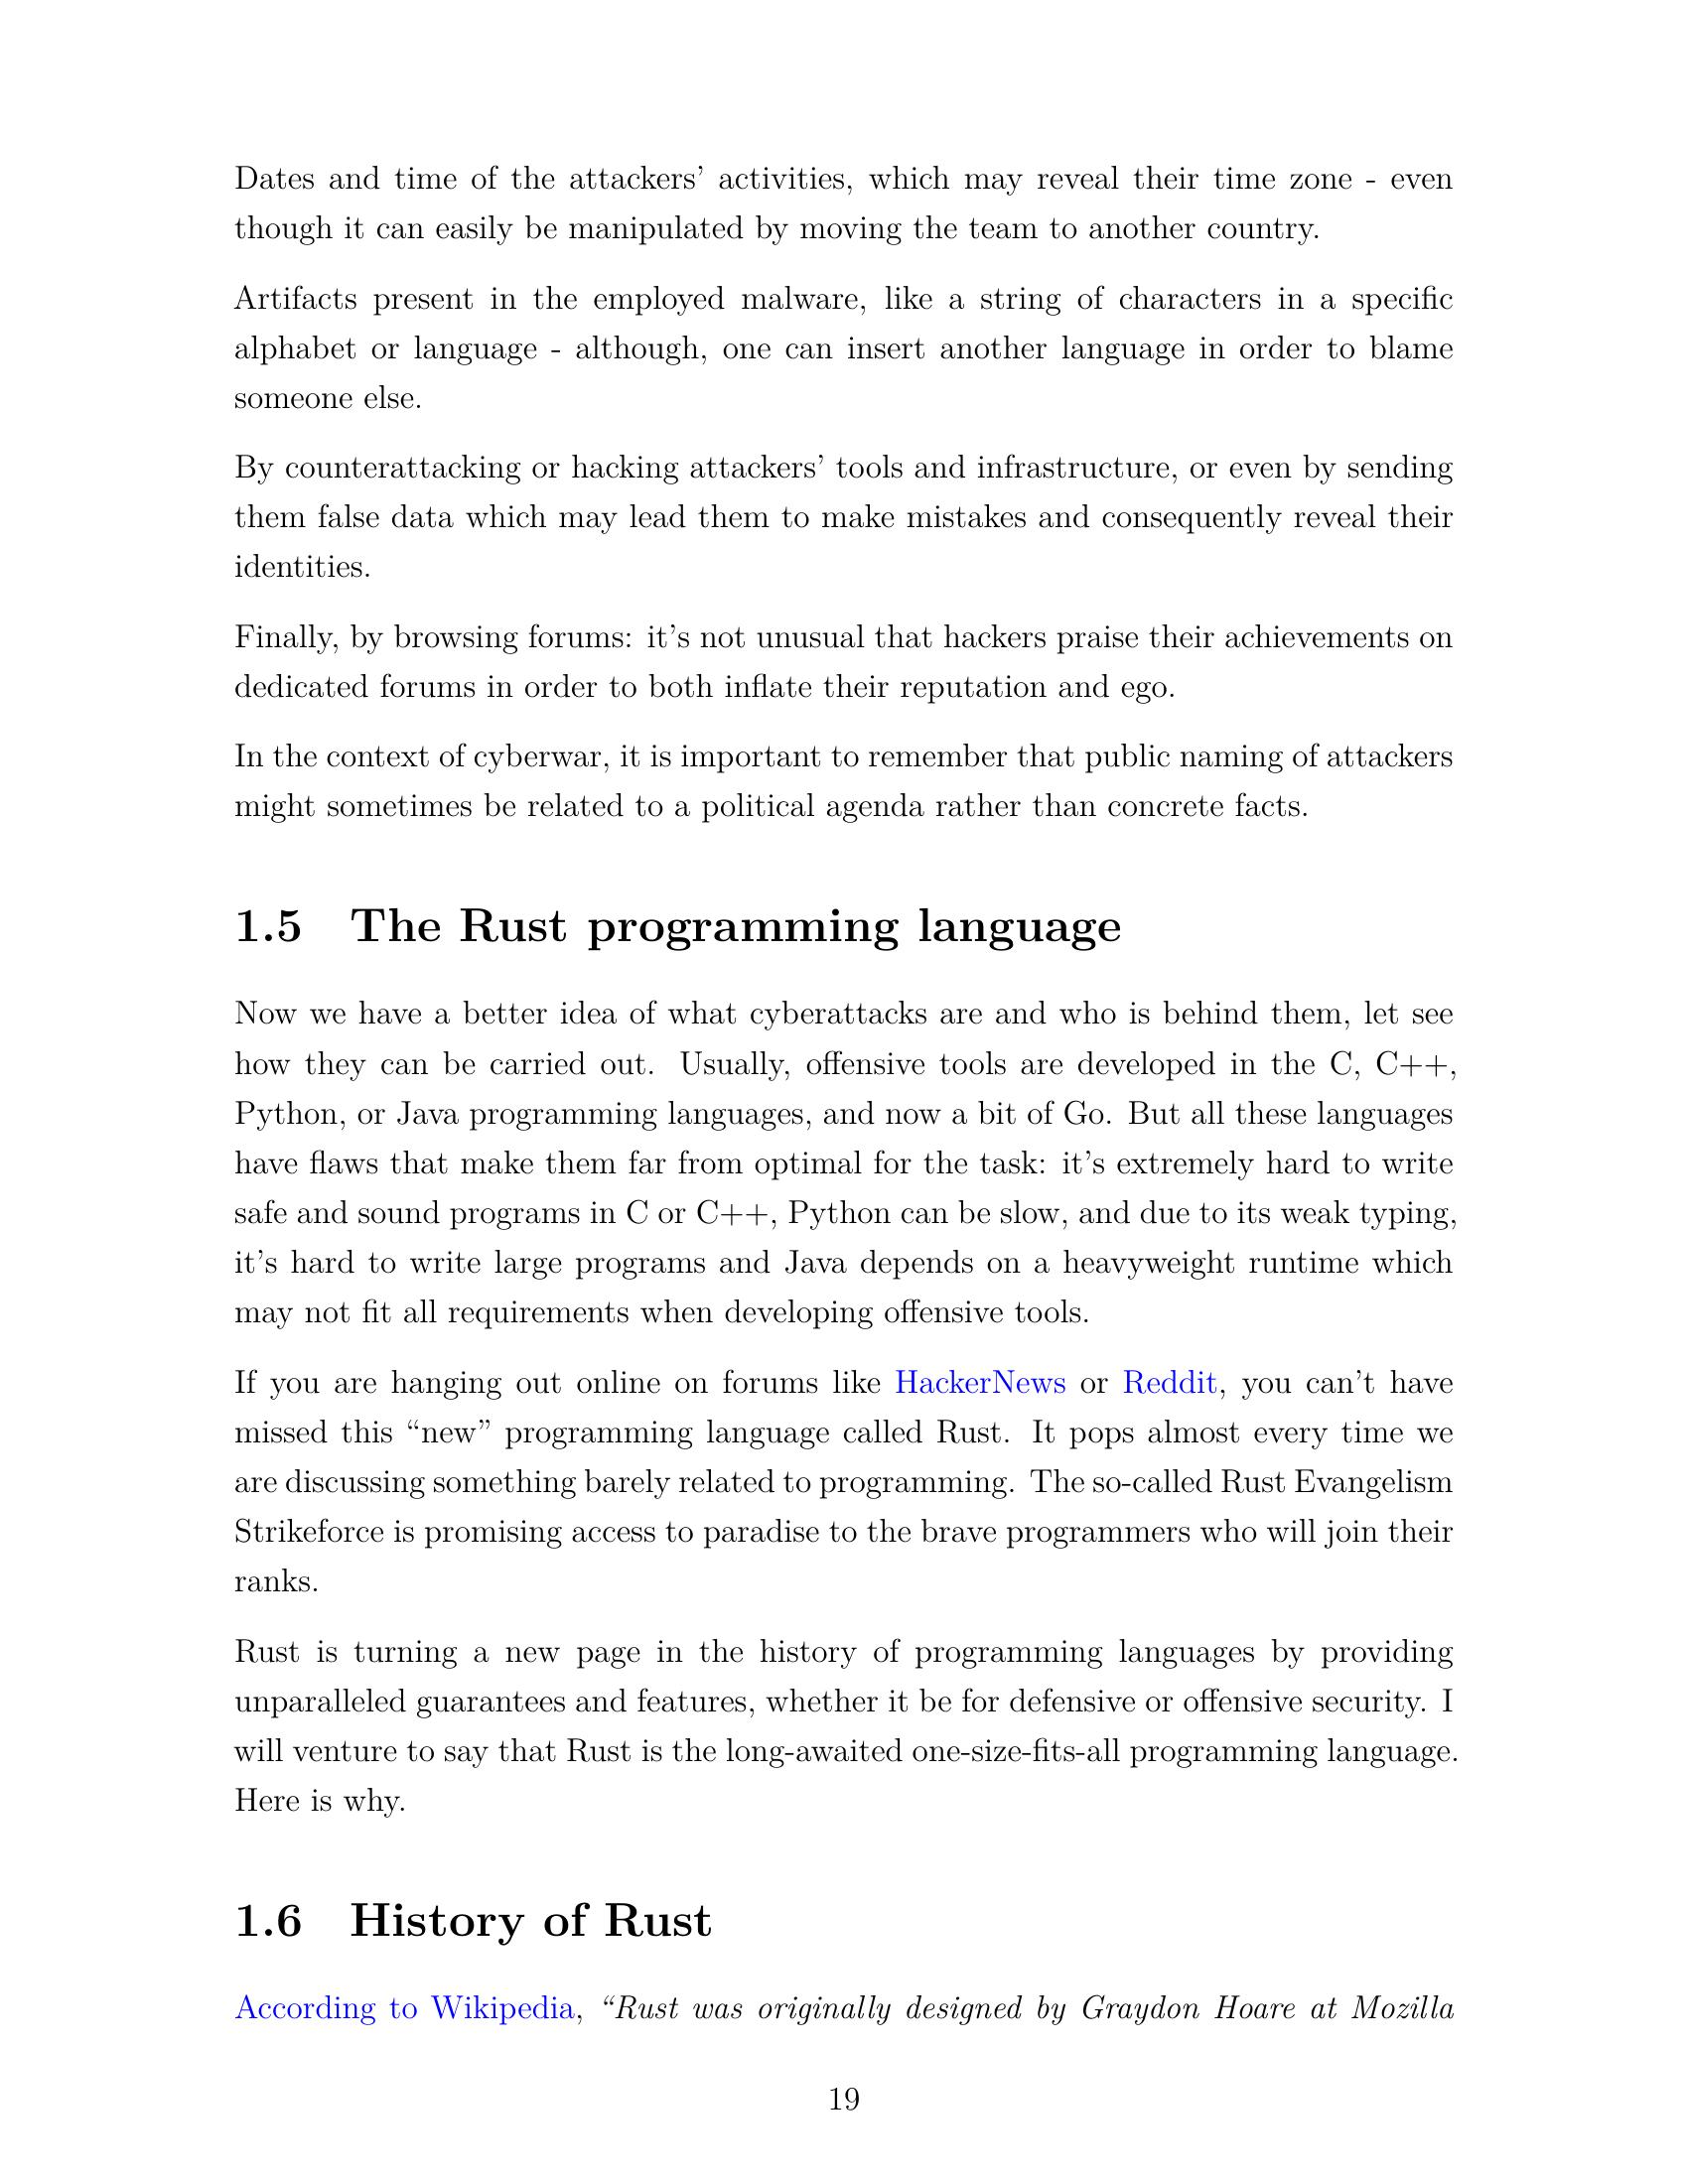 Dates and time of the attackers’ activities, which may reveal their time zone - even
though it can easily be manipulated by moving the team to another country.
Artifacts present in the employed malware, like a string of characters in a specific
alphabet or language - although, one can insert another language in order to blame
someone else.
By counterattacking or hacking attackers’ tools and infrastructure, or even by sending
them false data which may lead them to make mistakes and consequently reveal their
identities.
Finally, by browsing forums: it’s not unusual that hackers praise their achievements on
dedicated forums in order to both inflate their reputation and ego.
In the context of cyberwar, it is important to remember that public naming of attackers
might sometimes be related to a political agenda rather than concrete facts.
1.5 The Rust programming language
Now we have a better idea of what cyberattacks are and who is behind them, let see
how they can be carried out. Usually, offensive tools are developed in the C, C++,
Python, or Java programming languages, and now a bit of Go. But all these languages
have flaws that make them far from optimal for the task: it’s extremely hard to write
safe and sound programs in C or C++, Python can be slow, and due to its weak typing,
it’s hard to write large programs and Java depends on a heavyweight runtime which
may not fit all requirements when developing offensive tools.
If you are hanging out online on forums like HackerNews or Reddit, you can’t have
missed this “new” programming language called Rust. It pops almost every time we
are discussing something barely related to programming. The so-called Rust Evangelism
Strikeforce is promising access to paradise to the brave programmers who will join their
ranks.
Rust is turning a new page in the history of programming languages by providing
unparalleled guarantees and features, whether it be for defensive or offensive security. I
will venture to say that Rust is the long-awaited one-size-fits-all programming language.
Here is why.
1.6 History of Rust
According to Wikipedia, “Rust was originally designed by Graydon Hoare at Mozilla
19